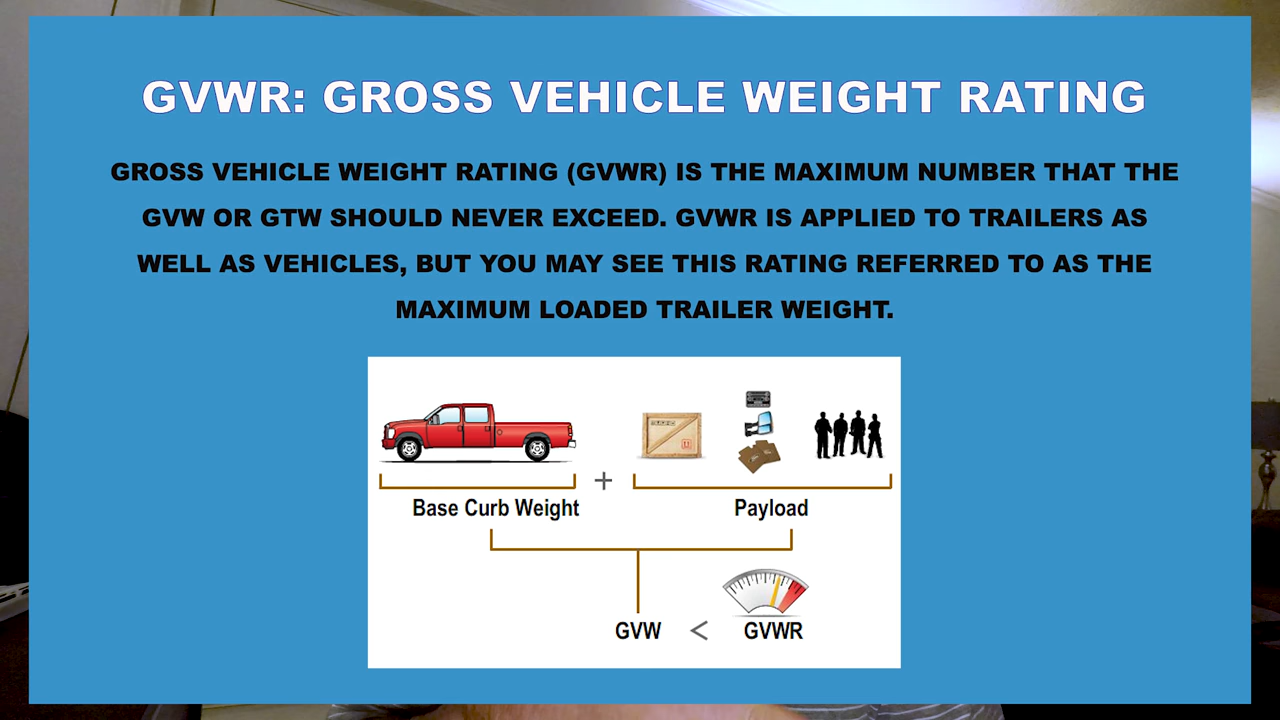 GVWR: GROSS VEHICLE WEIGHT RATING
GROSS VEHICLE WEIGHT RATING (GVWR) IS THE MAXIMUM NUMBER THAT THE
GVW OR GTW SHOULD NEVER EXCEED. GVWR IS APPLIED TO TRAILERS AS
WELL AS VEHICLES, BUT YOU MAY SEE THIS RATING REFERRED TO AS THE
MAXIMUM LOADED TRAILER WEIGHT.
+
Base Curb Weight
Payload
GVW < GVWR